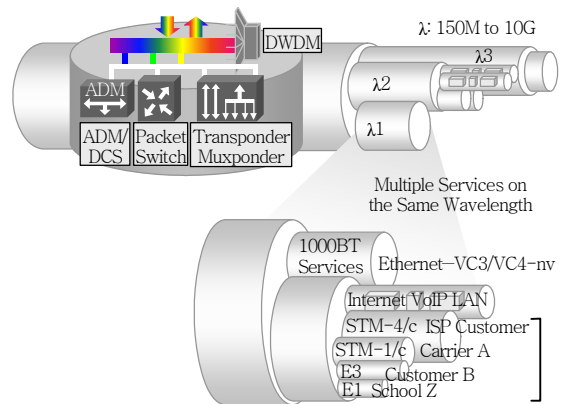 λ: 150M to 10G
DWDM
λ3
λ2
ADM
λ1
ADM/
DCS
Packet
Switch
Transponder
Muxponder
Multiple Services on
the Same Wavelength
1000BT
Services
Ethernet-VC3/VC4-nv
Internet VoIP LAN
STM-4/c ISP Customer
STM-1/c Carrier A
E3 Customer B
E1 School Z